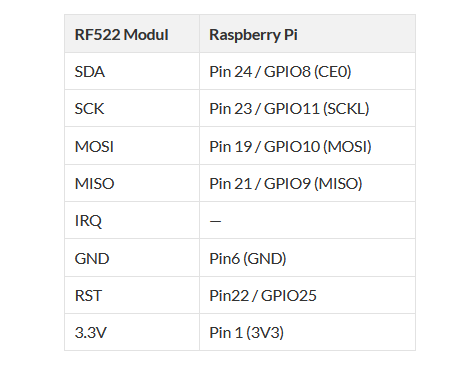 RF522 Modul Raspberry Pi
SDA Pin 24 / GPIO8 (CE0)
SCK Pin 23 / GPIO11 (SCKL)
MOSI Pin 19 / GPIO10 (MOSI)
MISO Pin 21 / GPIO9 (MISO)
IRQ —
GND Pin6 (GND)
RST Pin22 / GPIO25
3.3V Pin 1 (3V3)